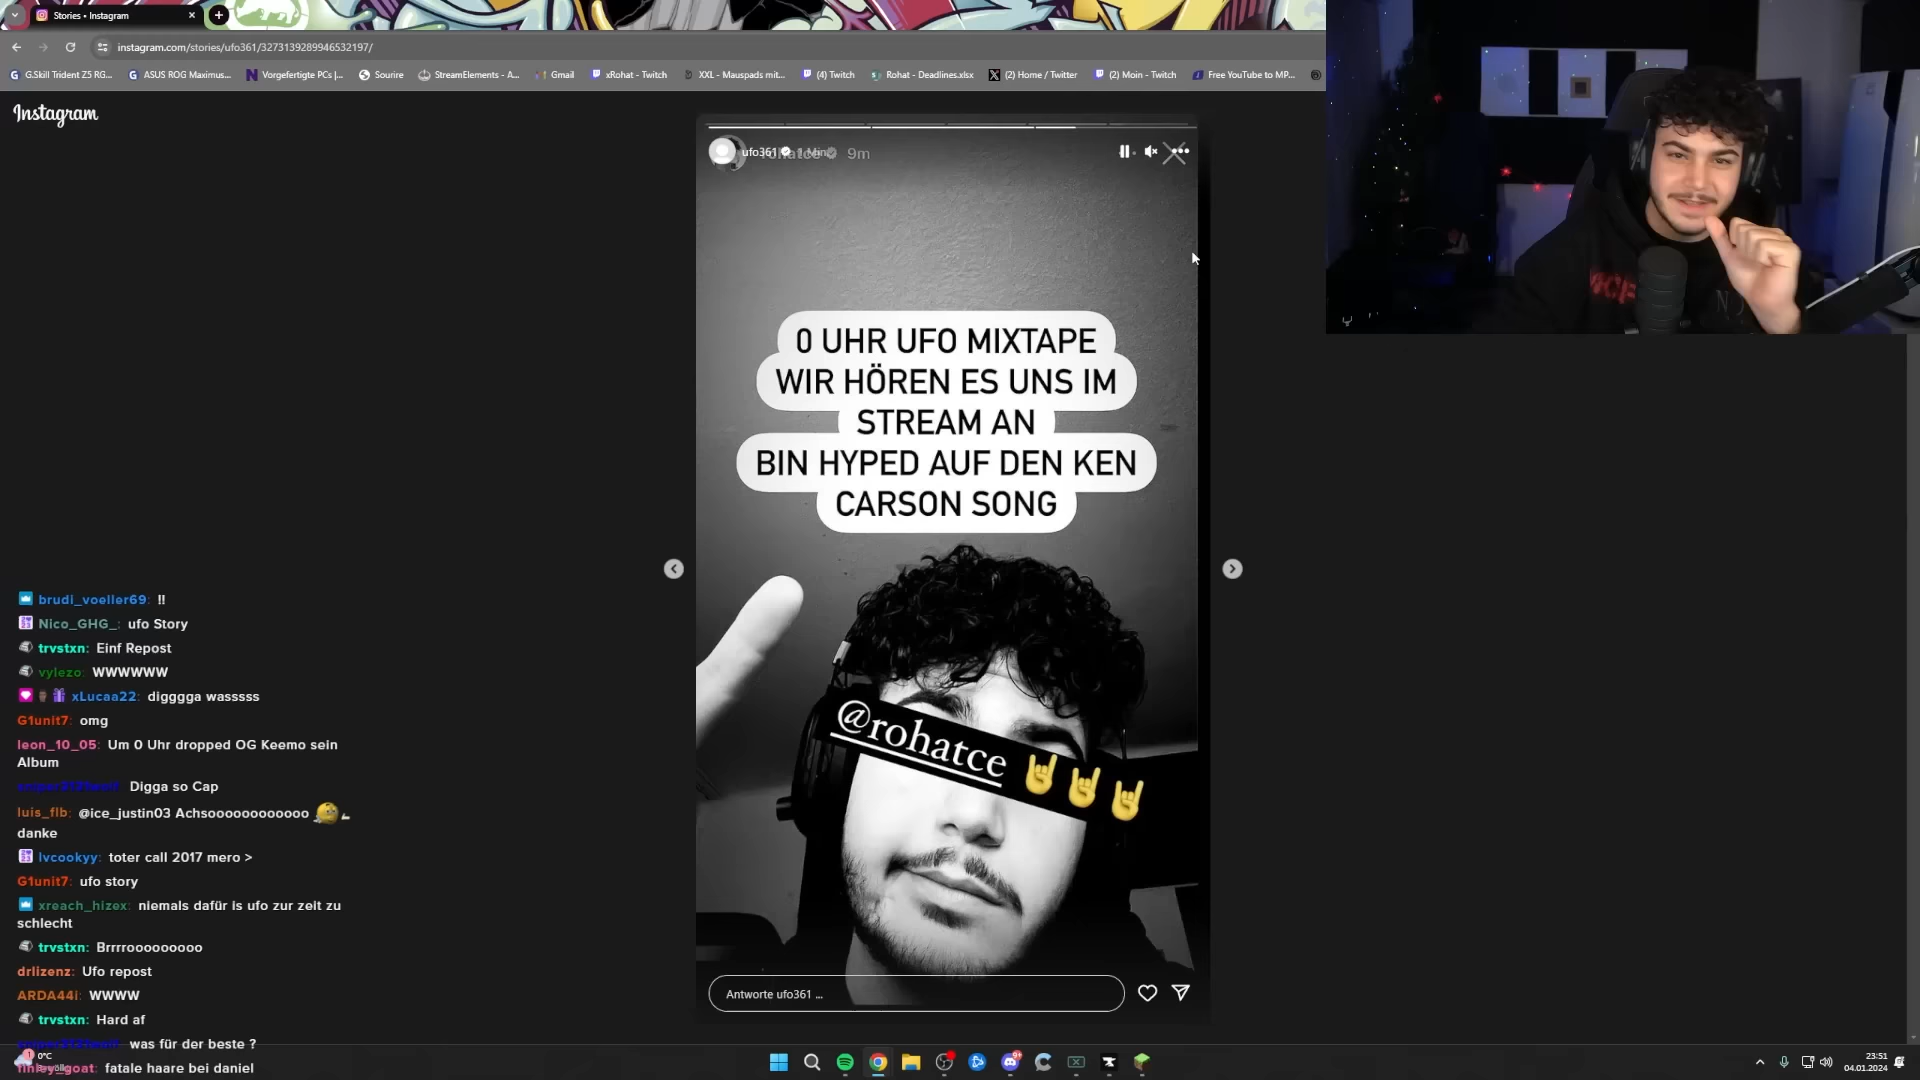 Stories • Instagram
instagram.com/stories/ufo361/3273139289946532197/
G.Skill Trident Z5 RG...
ASUS ROG Maximus...
Vorgefertigte PCs |...
Sourire
StreamElements - A...
Gmail
xRohat - Twitch
XXL - Mauspads mit...
(4) Twitch
Rohat - Deadlines.xlsx
(2) Home / Twitter
(2) Moin - Twitch
Free YouTube to MP...
Instagram
ufo361
9m
0 UHR UFO MIXTAPE
WIR HÖREN ES UNS IM
STREAM AN
BIN HYPED AUF DEN KEN
CARSON SONG
@rohatce
Antworte ufo361 ...
brudi_voeller69: !!
Nico_GHG_: ufo Story
trvstxn: Einf Repost
vylezo: WWWWWW
xLucaa22: digggga wasssss
G1unit7: omg
leon_10_05: Um 0 Uhr dropped OG Keemo sein
Album
Digga so Cap
luis_flb: @ice_justin03 Achsoooooooooooo
danke
lvcookyy: toter call 2017 mero >
G1unit7: ufo story
xreach_hizex: niemals dafür is ufo zur zeit zu
schlecht
trvstxn: Brrrrooooooooo
drlizenz: Ufo repost
ARDA44i: WWWW
trvstxn: Hard af
was für der beste ?
fatale haare bei daniel
0°C
23:51
04.01.2024